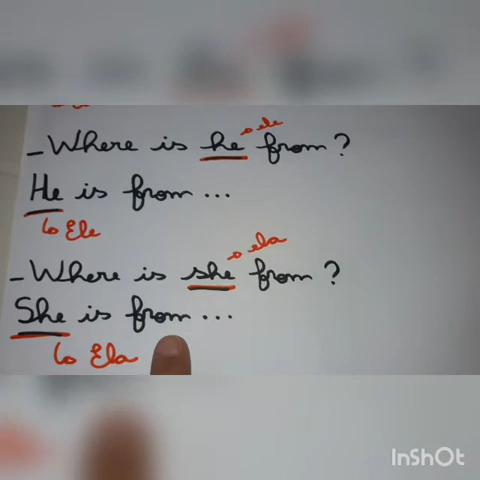 ele
_ Where is he from?
He is from ...
Ele
ela
_ Where is she from?
She is from ...
Ela
InShOt